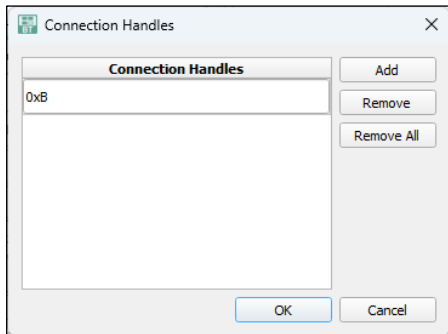 Connection Handles
Connection Handles
Add
0xB
Remove
Remove All
OK
Cancel